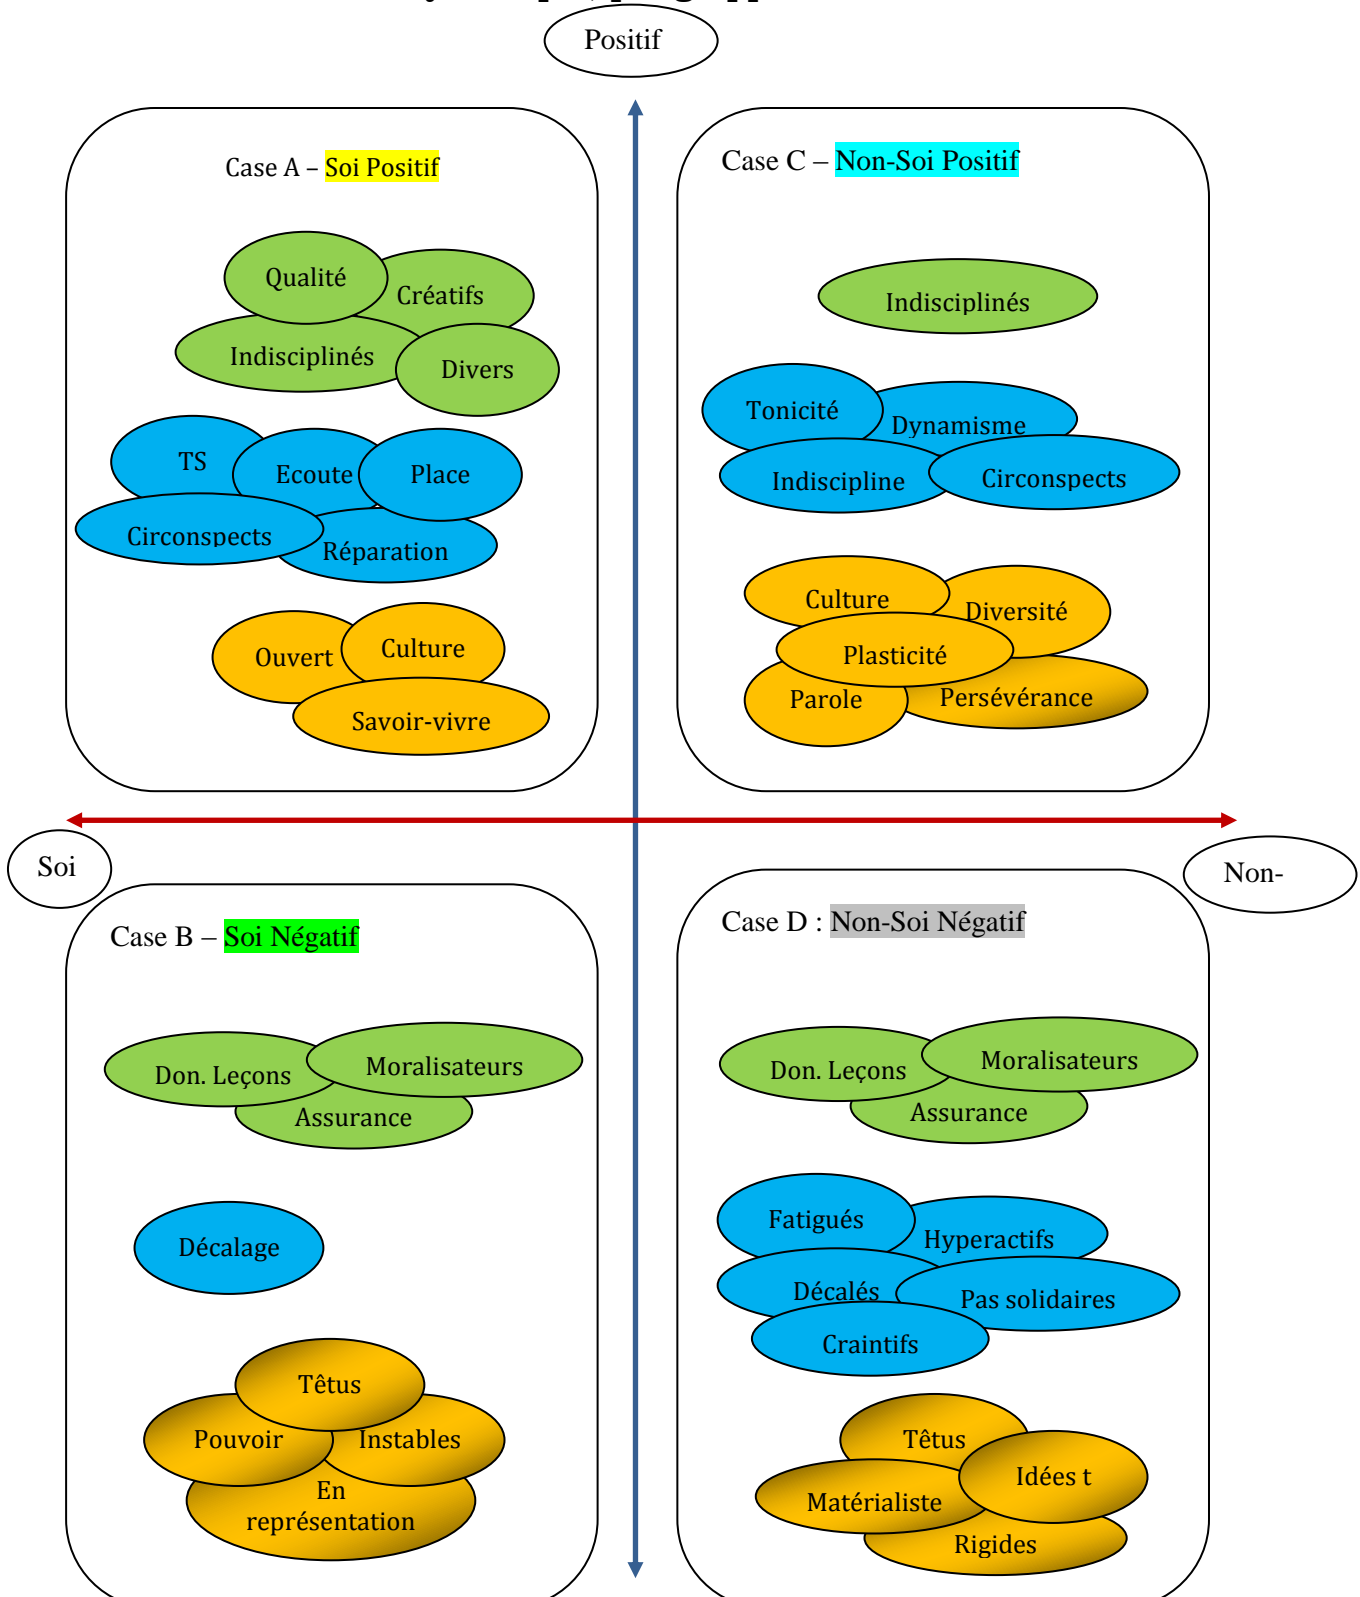 Positif
Case A – Soi Positif
Qualité
Créatifs
Indisciplinés
Divers
TS
Ecoute
Place
Circonspects
Réparation
Ouvert
Culture
Savoir-vivre
Case C – Non-Soi Positif
Indisciplinés
Tonicité
Dynamisme
Indiscipline
Circonspects
Culture
Diversité
Plasticité
Parole
Persévérance
Soi
Non-
Case B – Soi Négatif
Don. Leçons
Moralisateurs
Assurance
Décalage
Têtus
Pouvoir
Instables
En
représentation
Case D : Non-Soi Négatif
Don. Leçons
Moralisateurs
Assurance
Fatigués
Hyperactifs
Décalés
Pas solidaires
Craintifs
Têtus
Idées t
Matérialiste
Rigides